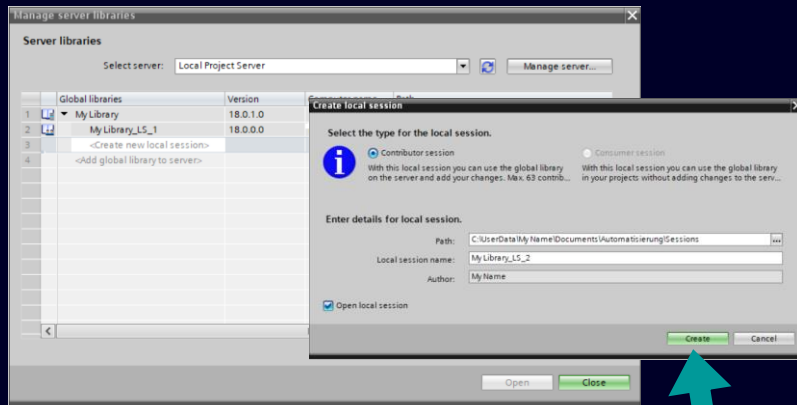 Manage server libraries
Server libraries
Select server: Local Project Server Manage server...
Global libraries Version
1 My Library 18.0.1.0
2 My Library_LS_1 18.0.0.0
3 <Create new local session>
4 <Add global library to server>
Open Close
Create local session
Select the type for the local session.
Contributor session
With this local session you can use the global library
on the server and add your changes. Max. 63 contrib...
Consumer session
With this local session you can use the global library
in your projects without adding changes to the serv...
Enter details for local session.
Path: C:\UserData\My Name\Documents\Automatisierung\Sessions ...
Local session name: My Library_LS_2
Author: My Name
Open local session
Create Cancel